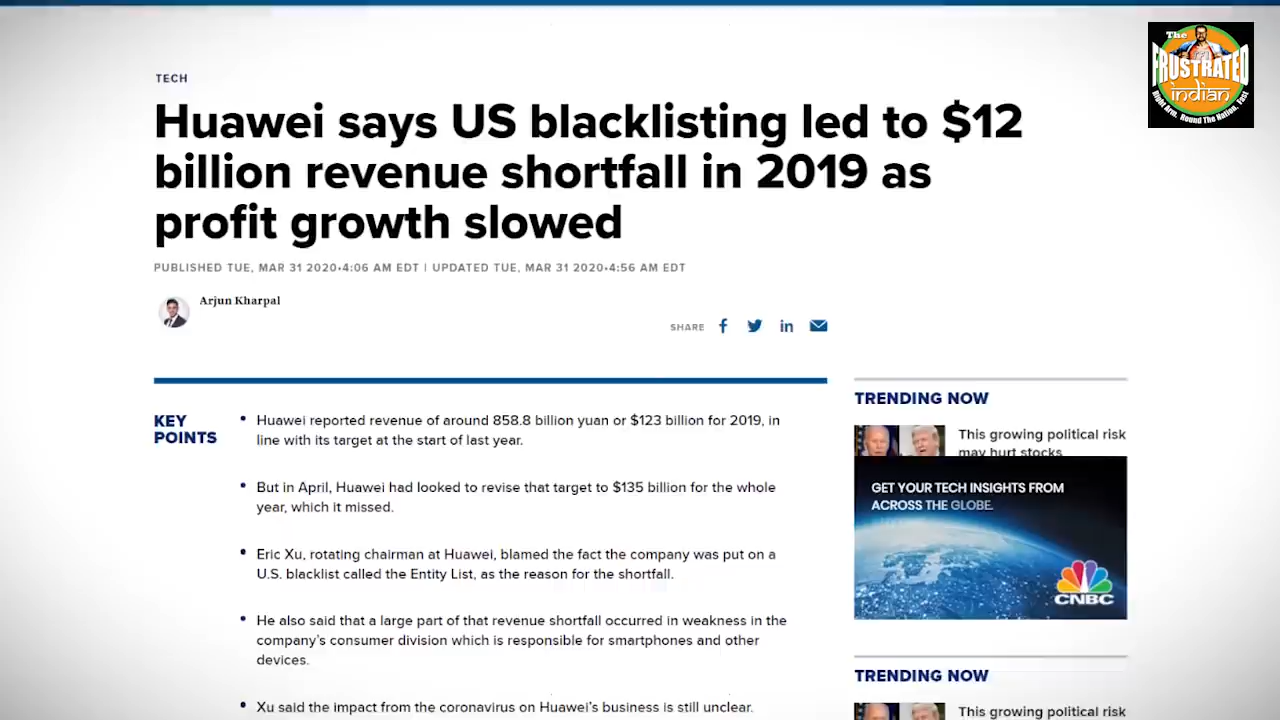 The
FRUSTRATED
indian
Right Arm, Round The Nation, Fast
TECH
Huawei says US blacklisting led to $12
billion revenue shortfall in 2019 as
profit growth slowed
PUBLISHED TUE, MAR 31 2020•4:06 AM EDT | UPDATED TUE, MAR 31 2020•4:56 AM EDT
Arjun Kharpal
SHARE
KEY
POINTS
• Huawei reported revenue of around 858.8 billion yuan or $123 billion for 2019, in
line with its target at the start of last year.
• But in April, Huawei had looked to revise that target to $135 billion for the whole
year, which it missed.
• Eric Xu, rotating chairman at Huawei, blamed the fact the company was put on a
U.S. blacklist called the Entity List, as the reason for the shortfall.
• He also said that a large part of that revenue shortfall occurred in weakness in the
company's consumer division which is responsible for smartphones and other
devices.
• Xu said the impact from the coronavirus on Huawei's business is still unclear.
TRENDING NOW
This growing political risk
may hurt stocks
GET YOUR TECH INSIGHTS FROM
ACROSS THE GLOBE.
CNBC
TRENDING NOW
This growing political risk